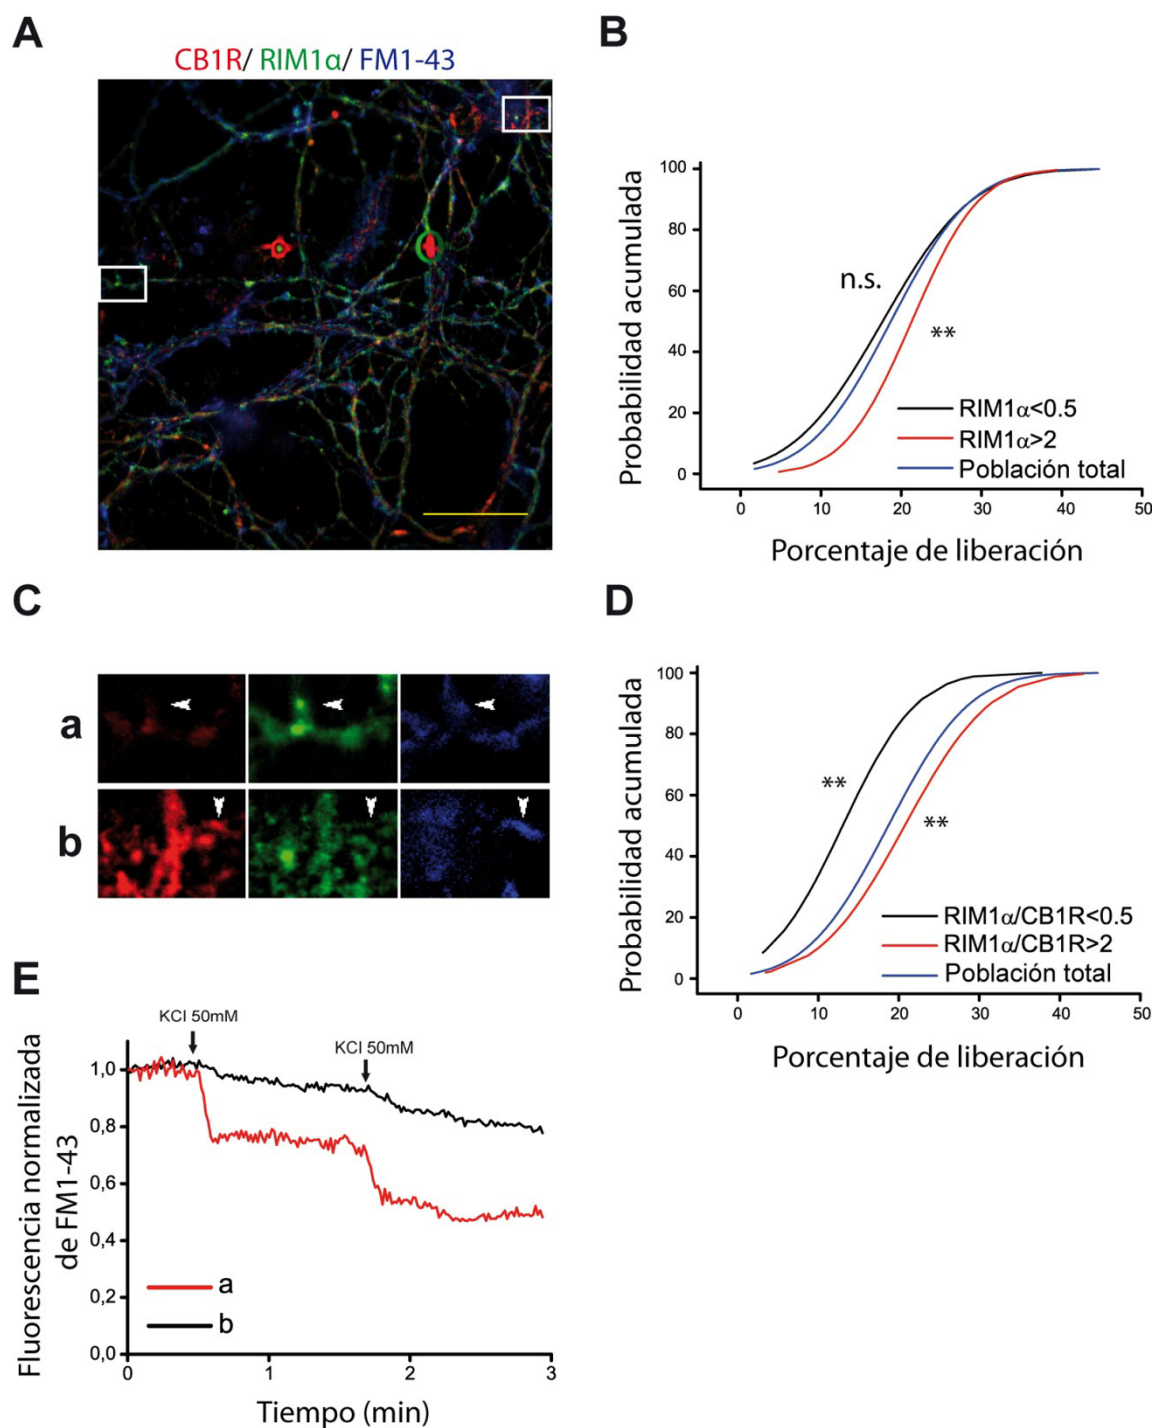 A
CB1R/ RIM1α/ FM1-43
B
Probabilidad acumulada
100
80
60
40
20
0
n.s.
**
RIM1α<0.5
RIM1α>2
Población total
0
10
20
30
40
50
Porcentaje de liberación
C
a
b
D
Probabilidad acumulada
100
80
60
40
20
0
**
**
RIM1α/CB1R<0.5
RIM1α/CB1R>2
Población total
0
10
20
30
40
50
Porcentaje de liberación
E
Fluorescencia normalizada
de FM1-43
KCl 50mM
KCl 50mM
1,0
0,8
0,6
0,4
0,2
0,0
a
b
0
1
2
3
Tiempo (min)